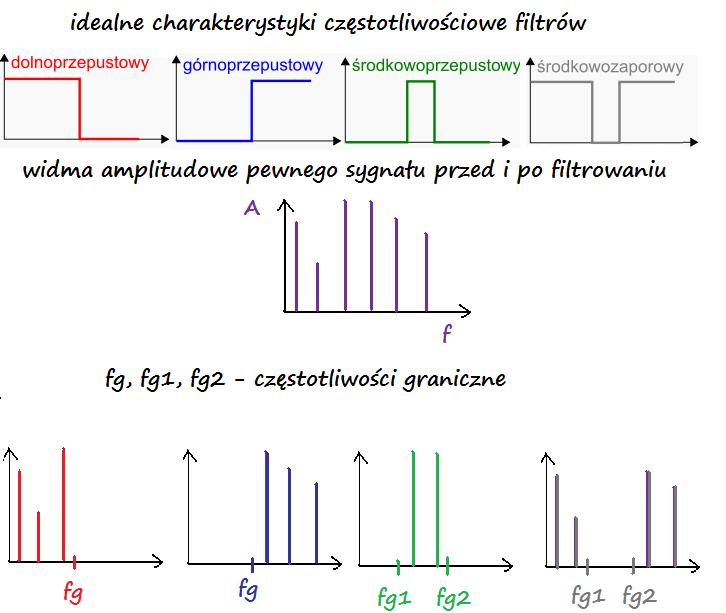 idealne charakterystyki częstotliwościowe filtrów
dolnoprzepustowy
górnoprzepustowy
środkowoprzepustowy
środkowozaporowy
widma amplitudowe pewnego sygnału przed i po filtrowaniu
A
f
fg, fg1, fg2 - częstotliwości graniczne
fg
fg
fg1 fg2
fg1 fg2